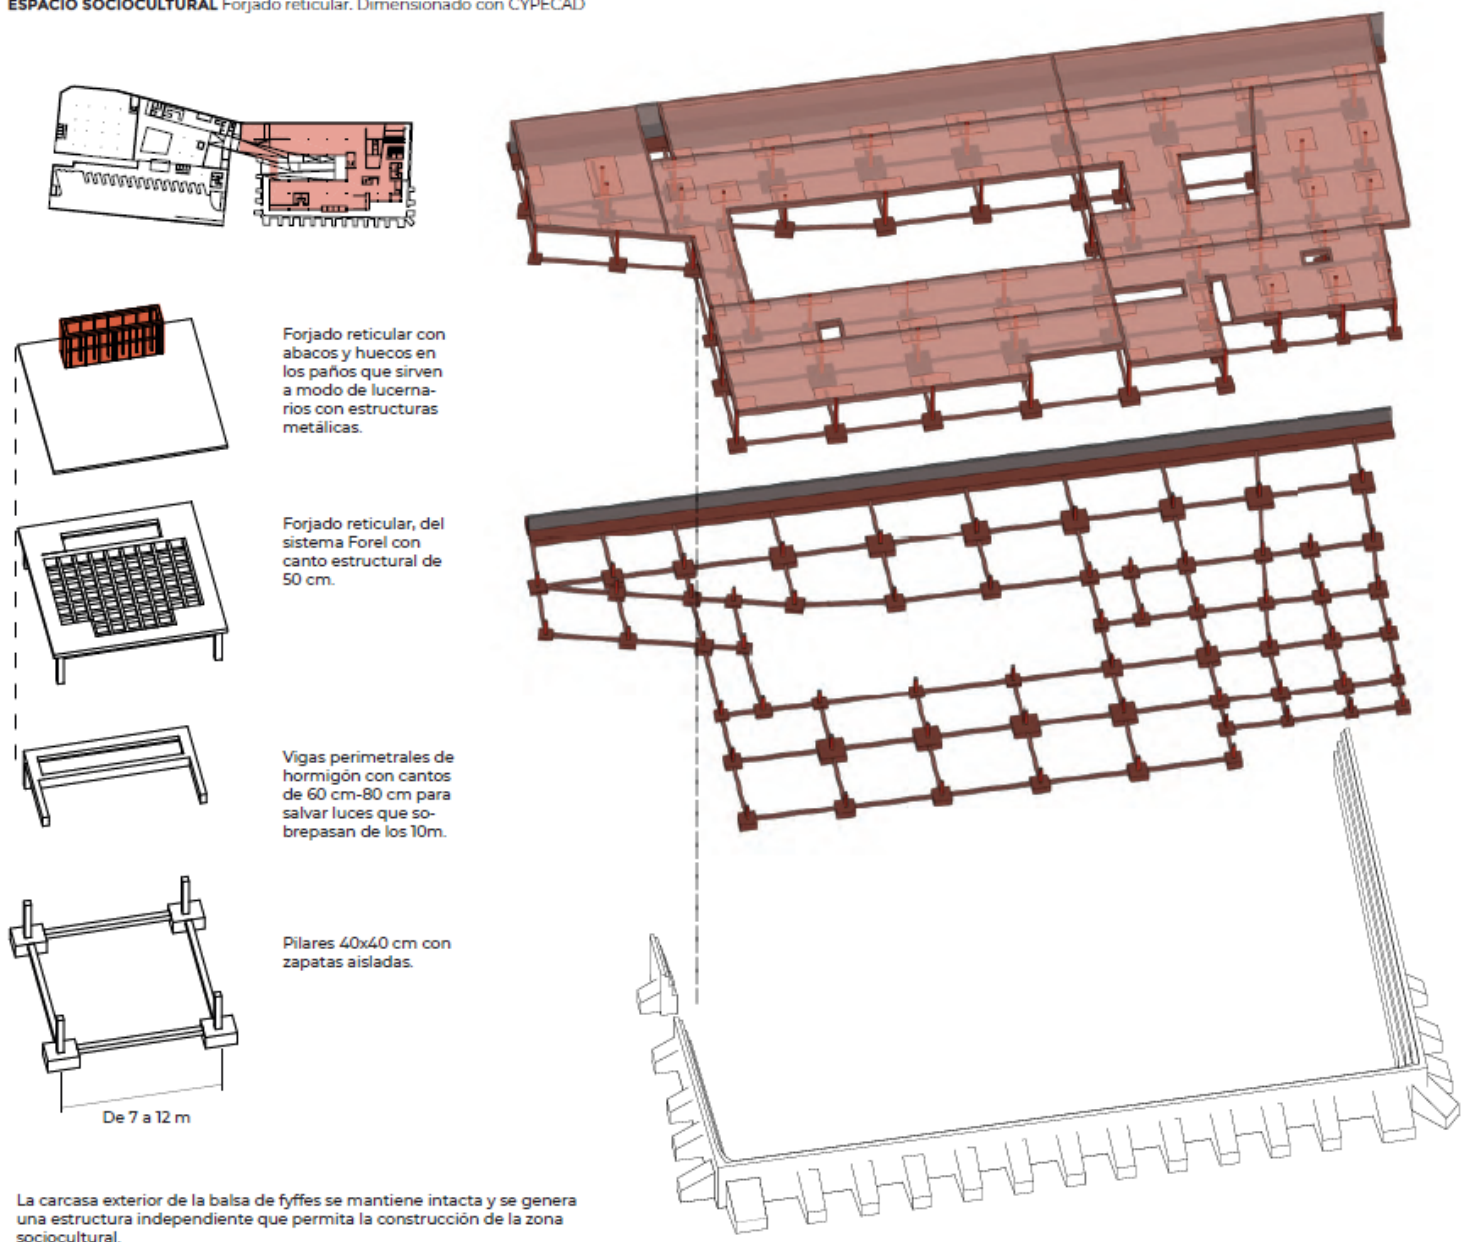 ESPACIO SOCIOCULTURAL Forjado reticular. Dimensionado con CYPECAD
Forjado reticular con
abacos y huecos en
los paños que sirven
a modo de lucerna-
rios con estructuras
metálicas.
Forjado reticular, del
sistema Forel con
canto estructural de
50 cm.
Vigas perimetrales de
hormigón con cantos
de 60 cm-80 cm para
salvar luces que so-
brepasan de los 10m.
Pilares 40x40 cm con
zapatas aisladas.
De 7 a 12 m
La carcasa exterior de la balsa de fyffes se mantiene intacta y se genera
una estructura independiente que permita la construcción de la zona
sociocultural.